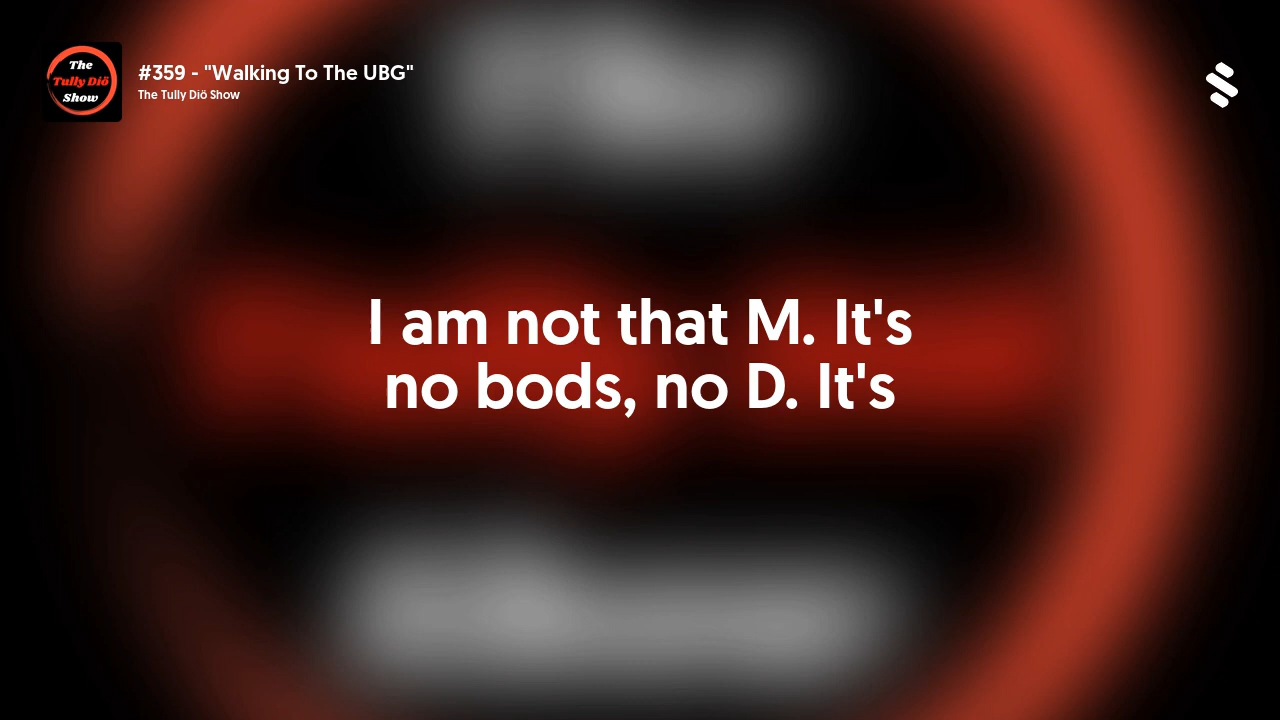 The
Tully Diö
Show
#359 - "Walking To The UBG"
The Tully Diö Show
I am not that M. It's
no bods, no D. It's